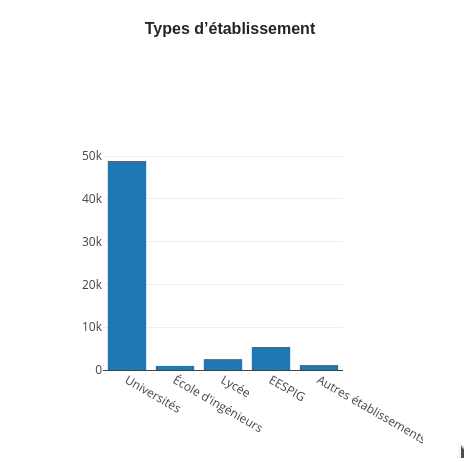 Types d’établissement
50k
40k
30k
20k
10k
0
Universités
École d'ingénieurs
Lycée
EESPIG
Autres établissements